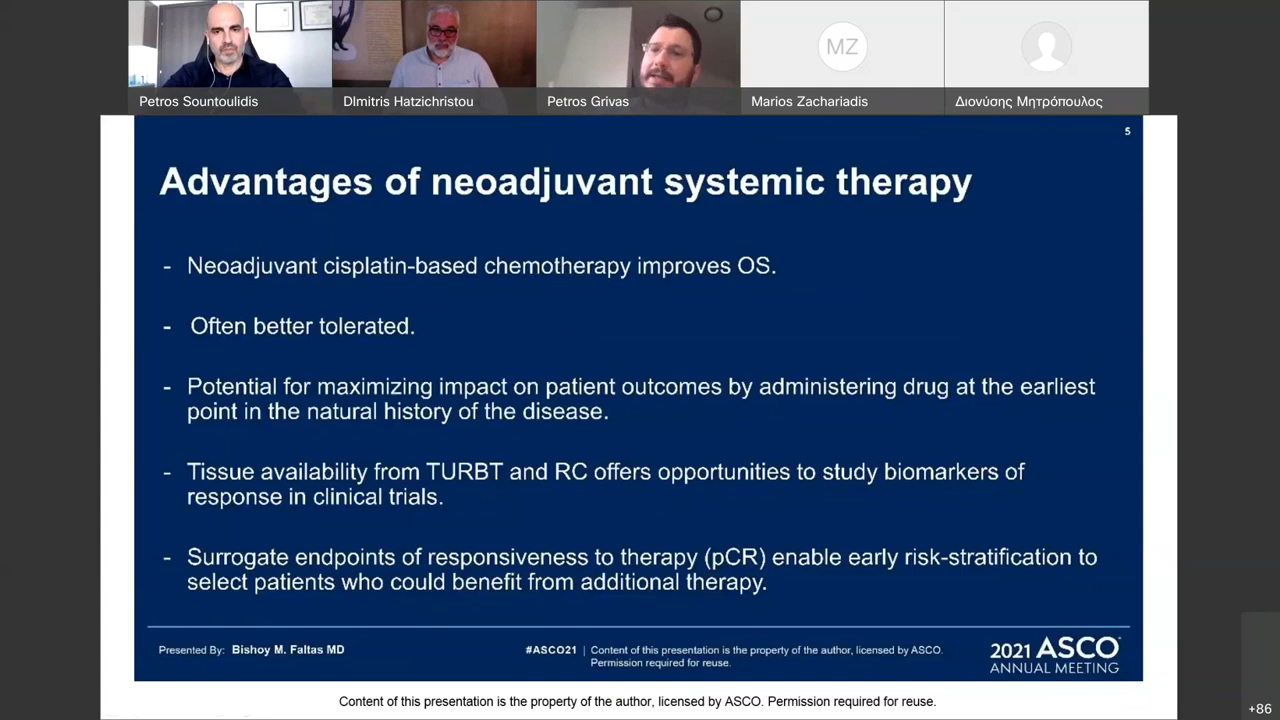 MZ
Petros Sountoulidis
DImitris Hatzichristou
Petros Grivas
Marios Zachariadis
Διονύσης Μητρόπουλος
5
Advantages of neoadjuvant systemic therapy
- Neoadjuvant cisplatin-based chemotherapy improves OS.
- Often better tolerated.
- Potential for maximizing impact on patient outcomes by administering drug at the earliest
point in the natural history of the disease.
- Tissue availability from TURBT and RC offers opportunities to study biomarkers of
response in clinical trials.
- Surrogate endpoints of responsiveness to therapy (pCR) enable early risk-stratification to
select patients who could benefit from additional therapy.
Presented By: Bishoy M. Faltas MD
#ASCO21 | Content of this presentation is the property of the author, licensed by ASCO.
Permission required for reuse.
2021 ASCO
ANNUAL MEETING
Content of this presentation is the property of the author, licensed by ASCO. Permission required for reuse.
+86